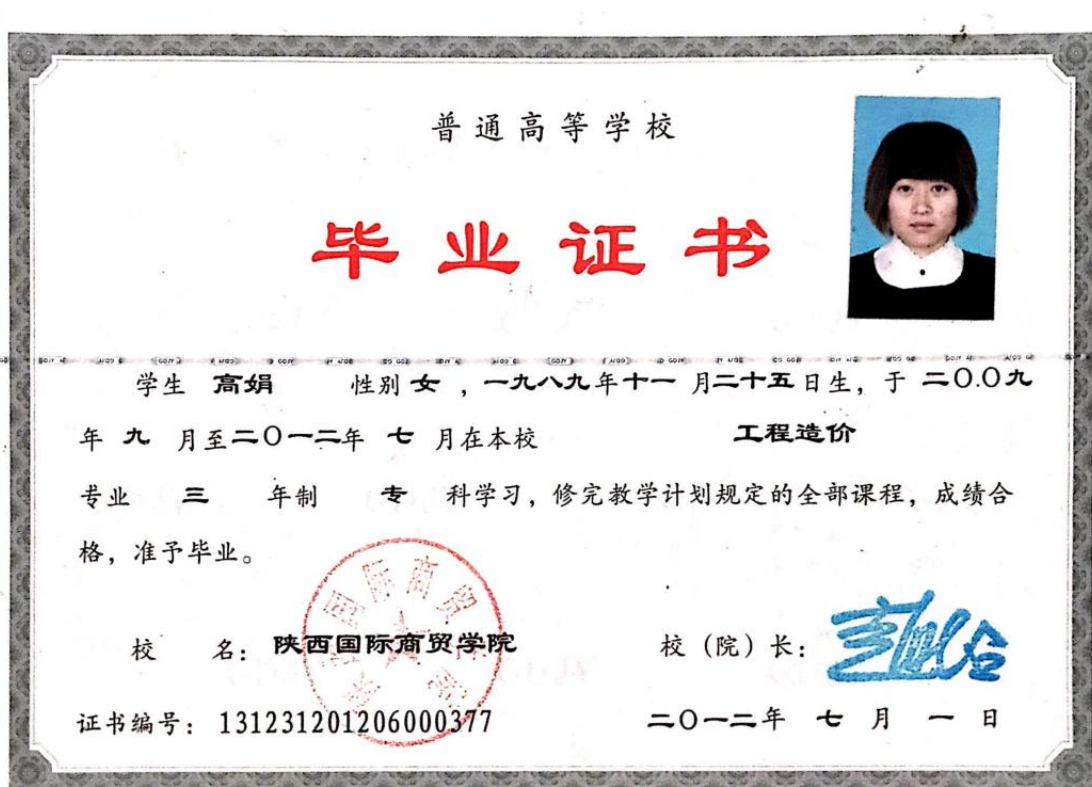 普通高等学校
毕业证书
学生 高娟 性别 女 ，一九八九年十一 月二十五日生，于 二〇.〇九
年 九 月至二〇一二年 七 月在本校 工程造价
专业 三 年制 专 科学习，修完教学计划规定的全部课程，成绩合
格，准予毕业。
校 名：陕西国际商贸学院 校（院）长：
证书编号：131231201206000377 二〇一二年 七 月 一 日